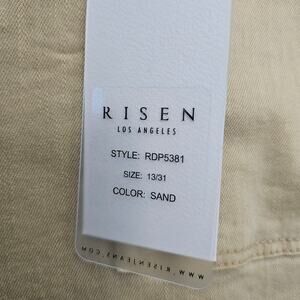 RISEN
LOS ANGELES
STYLE: RDP5381
SIZE: 13/31
COLOR: SAND
WWW.RISENJEANS.COM